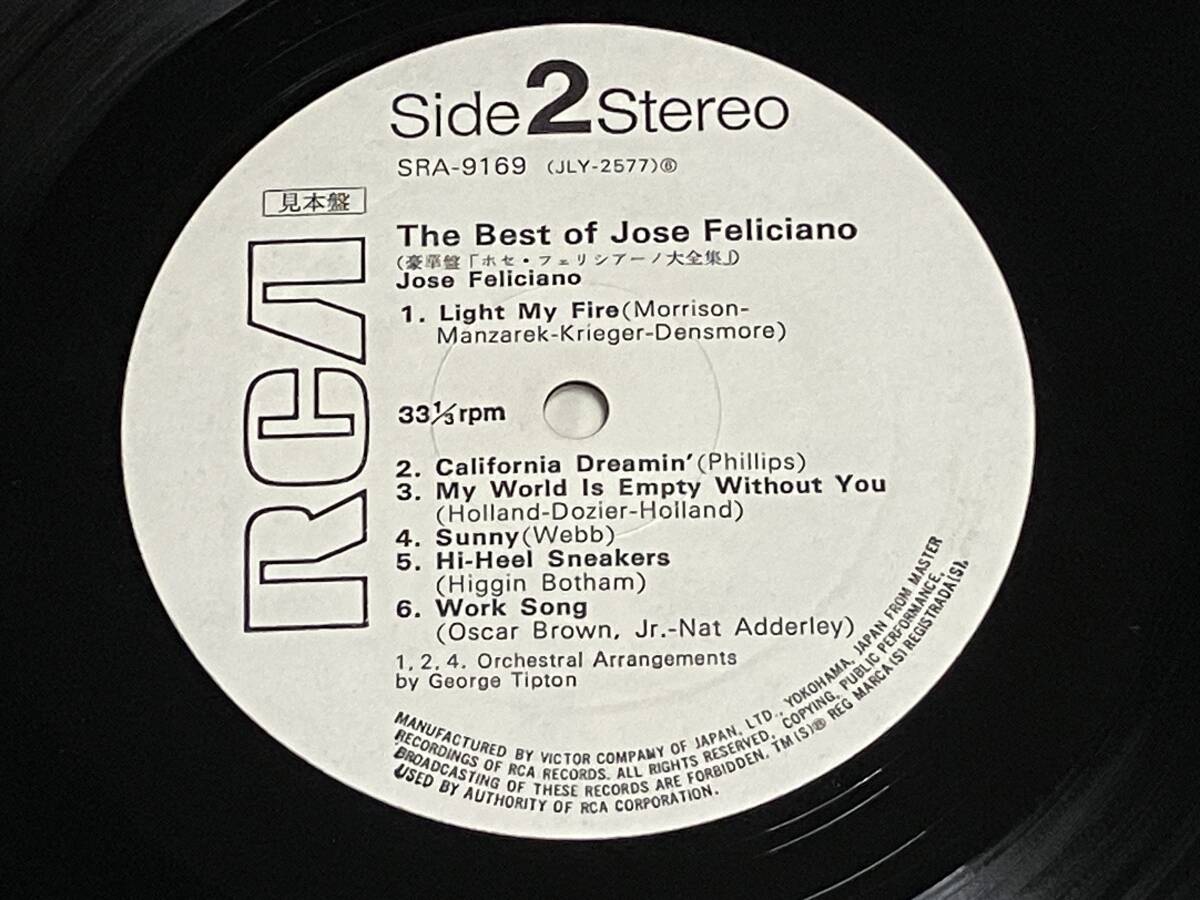 Side 2 Stereo
SRA-9169 (JLY-2577)⑥
見本盤
RCA
The Best of Jose Feliciano
(豪華盤「ホセ・フェリシアーノ大全集」)
Jose Feliciano
1. Light My Fire(Morrison-
Manzarek-Krieger-Densmore)
33⅓rpm
2. California Dreamin'(Phillips)
3. My World Is Empty Without You
(Holland-Dozier-Holland)
4. Sunny(Webb)
5. Hi-Heel Sneakers
(Higgin Botham)
6. Work Song
(Oscar Brown, Jr.-Nat Adderley)
1, 2, 4. Orchestral Arrangements
by George Tipton
MANUFACTURED BY VICTOR COMPANY OF JAPAN, LTD., YOKOHAMA, JAPAN FROM MASTER
RECORDINGS OF RCA RECORDS. ALL RIGHTS RESERVED, COPYING, PUBLIC PERFORMANCE,
BROADCASTING OF THESE RECORDS ARE FORBIDDEN. TM(S)® REG MARCA(S) REGISTRADA(S).
USED BY AUTHORITY OF RCA CORPORATION.